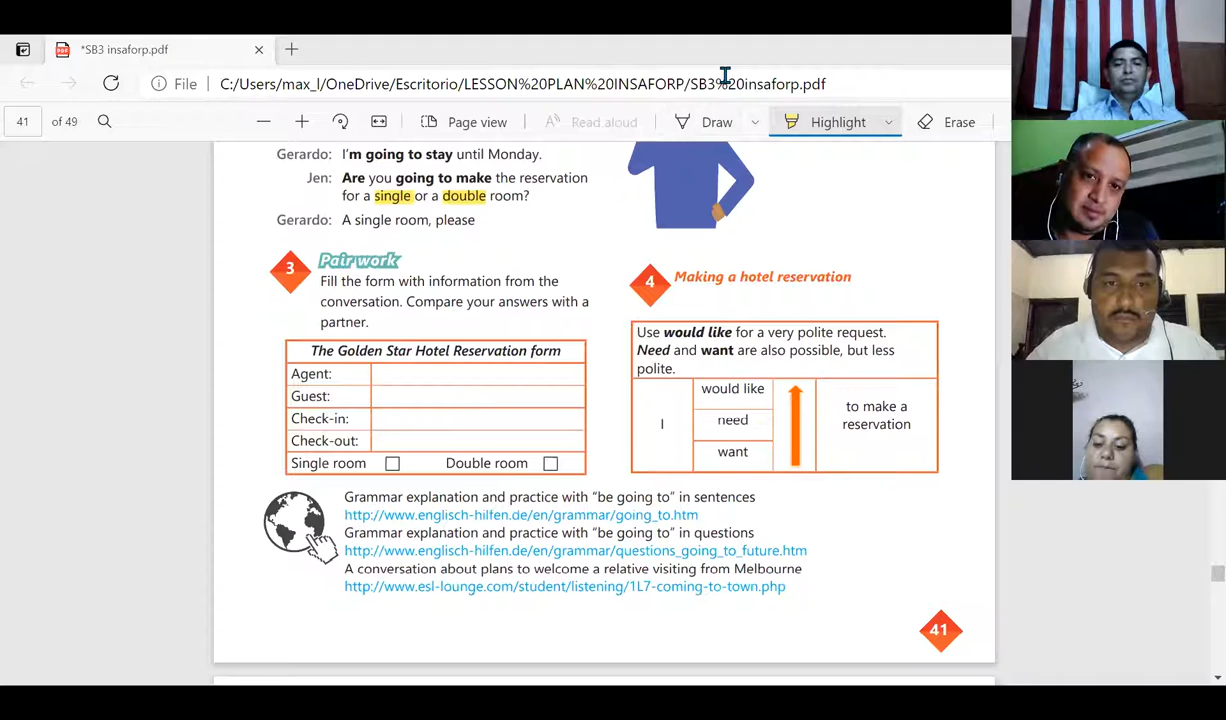 *SB3 insaforp.pdf
File
C:/Users/max_l/OneDrive/Escritorio/LESSON%20PLAN%20INSAFORP/SB3%20insaforp.pdf
41 of 49
Page view
Read aloud
Draw
Highlight
Erase
Gerardo: I'm going to stay until Monday.
Jen: Are you going to make the reservation
for a single or a double room?
Gerardo: A single room, please
3
Pair work
Fill the form with information from the
conversation. Compare your answers with a
partner.
The Golden Star Hotel Reservation form
Agent:
Guest:
Check-in:
Check-out:
Single room Double room
4
Making a hotel reservation
Use would like for a very polite request.
Need and want are also possible, but less
polite.
I
would like
need
want
to make a
reservation
Grammar explanation and practice with “be going to” in sentences
http://www.englisch-hilfen.de/en/grammar/going_to.htm
Grammar explanation and practice with “be going to” in questions
http://www.englisch-hilfen.de/en/grammar/questions_going_to_future.htm
A conversation about plans to welcome a relative visiting from Melbourne
http://www.esl-lounge.com/student/listening/1L7-coming-to-town.php
41